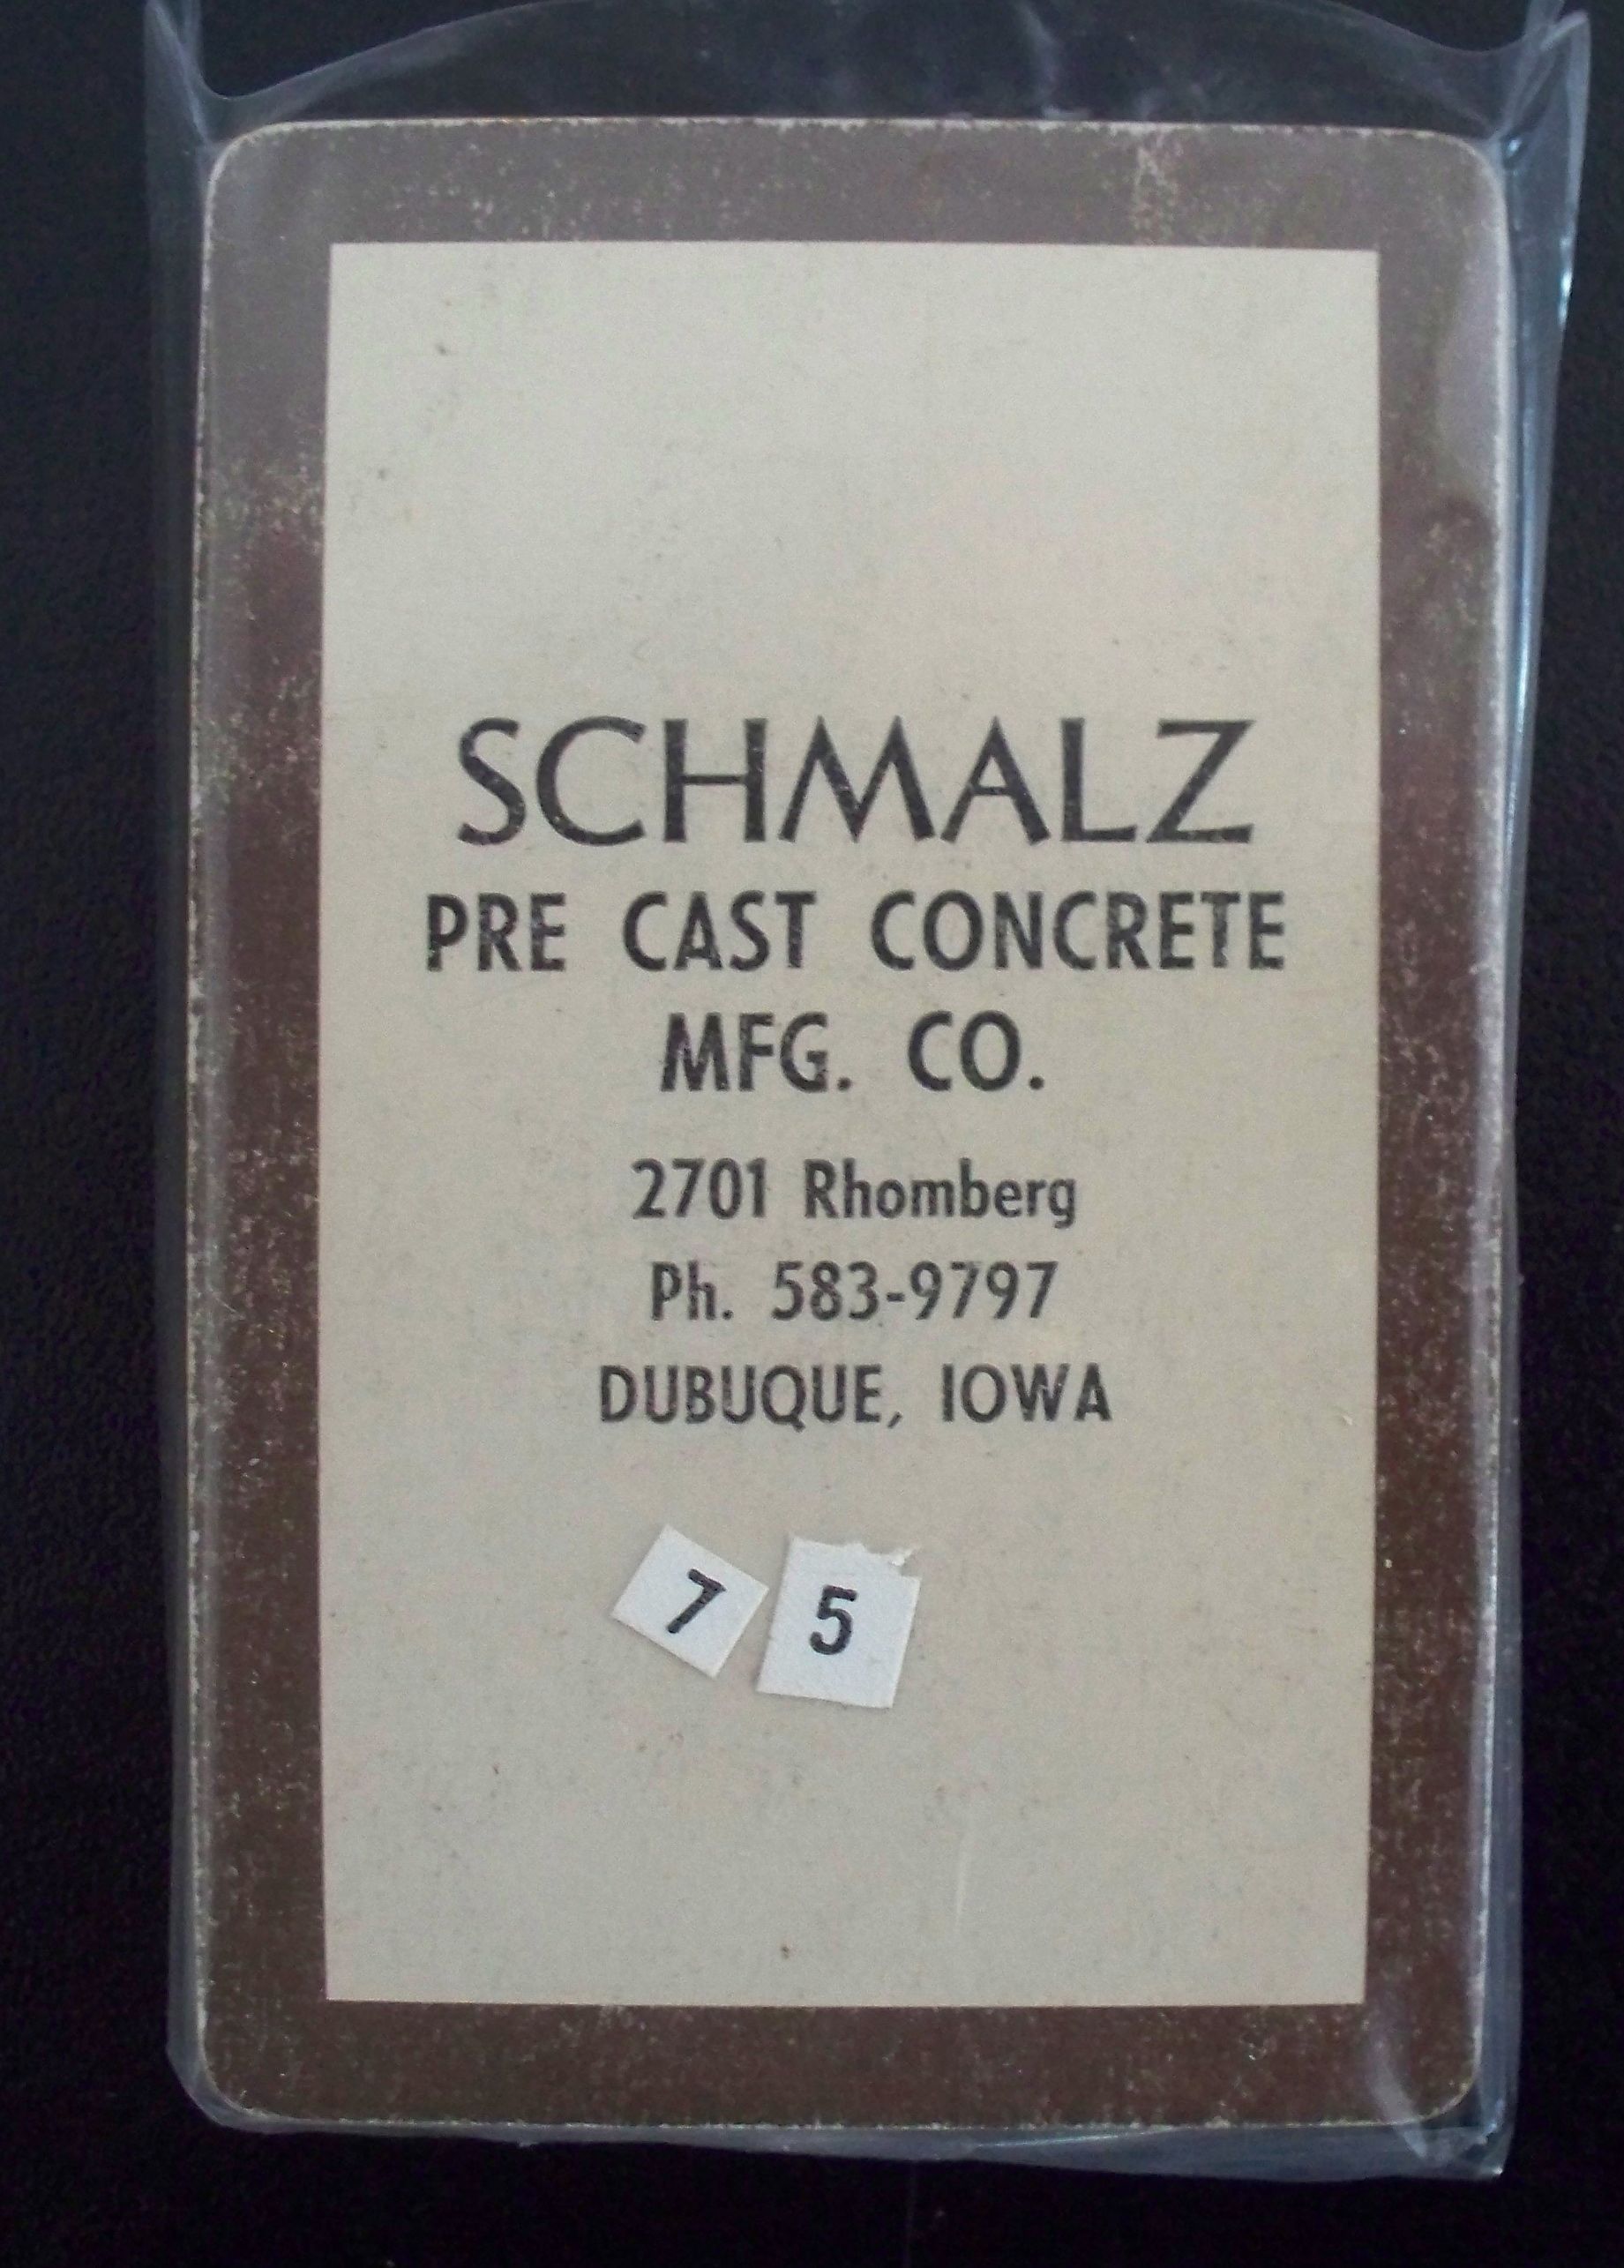 SCHMALZ
PRE CAST CONCRETE
MFG. CO.
2701 Rhomberg
Ph. 583-9797
DUBUQUE, IOWA
7 5